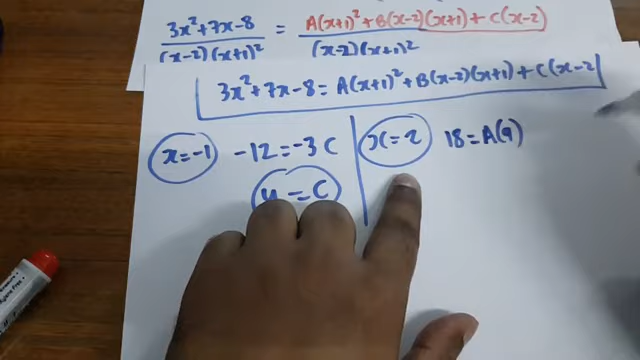 3x²+7x-8 / (x-2)(x+1)² = A(x+1)²+B(x-2)(x+1)+C(x-2) / (x-2)(x+1)²
3x²+7x-8 = A(x+1)²+B(x-2)(x+1)+C(x-2
x=-1 -12=-3C
4=C
x=2 18=A(9)